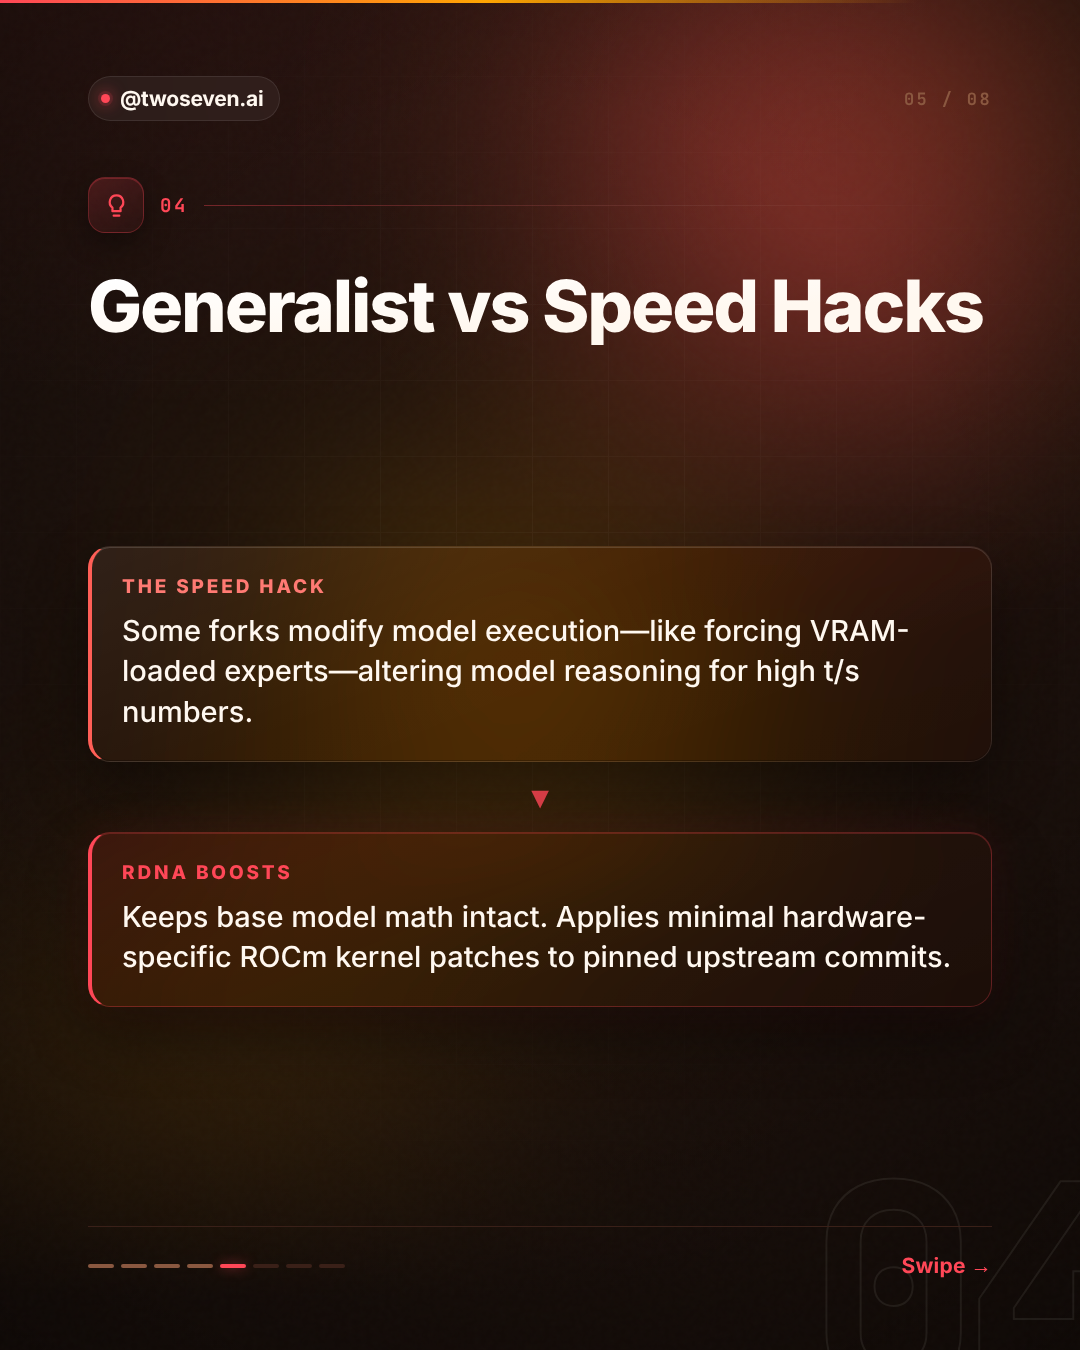 @twoseven.ai
05 / 08
04
Generalist vs Speed Hacks
THE SPEED HACK
Some forks modify model execution—like forcing VRAM-
loaded experts—altering model reasoning for high t/s
numbers.
▼
RDNA BOOSTS
Keeps base model math intact. Applies minimal hardware-
specific ROCm kernel patches to pinned upstream commits.
Swipe →
04